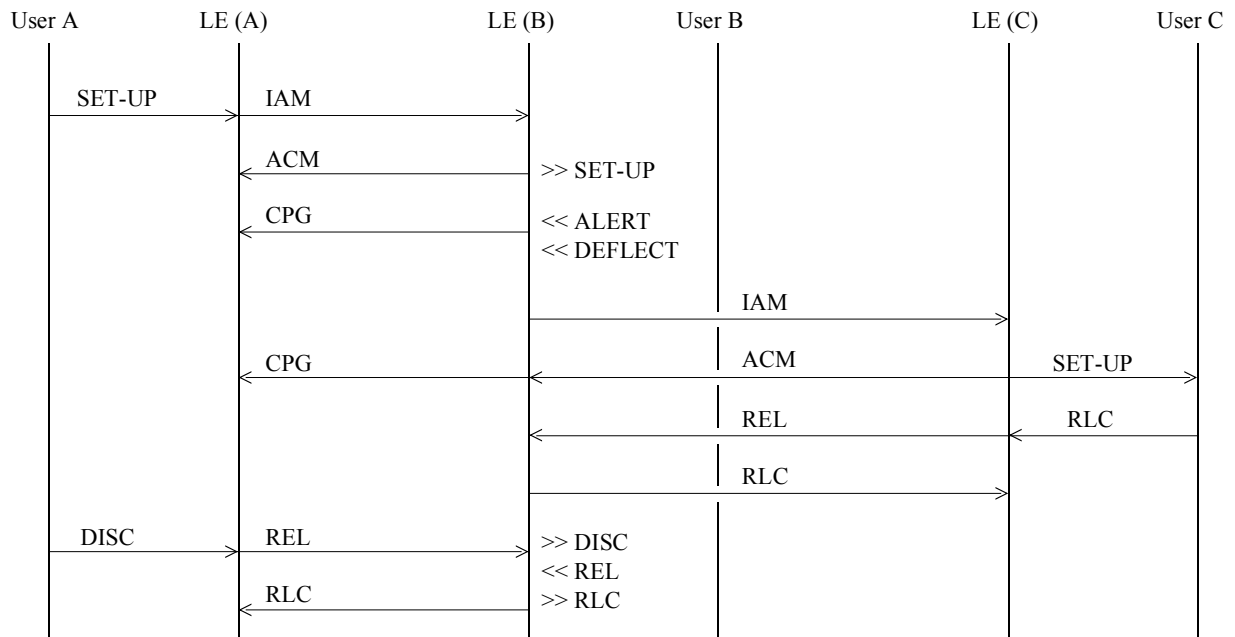 User A LE (A) LE (B) User B LE (C) User C
SET-UP IAM
ACM >> SET-UP
CPG << ALERT
<< DEFLECT
IAM
CPG ACM SET-UP
REL RLC
RLC
DISC REL >> DISC
<< REL
RLC >> RLC